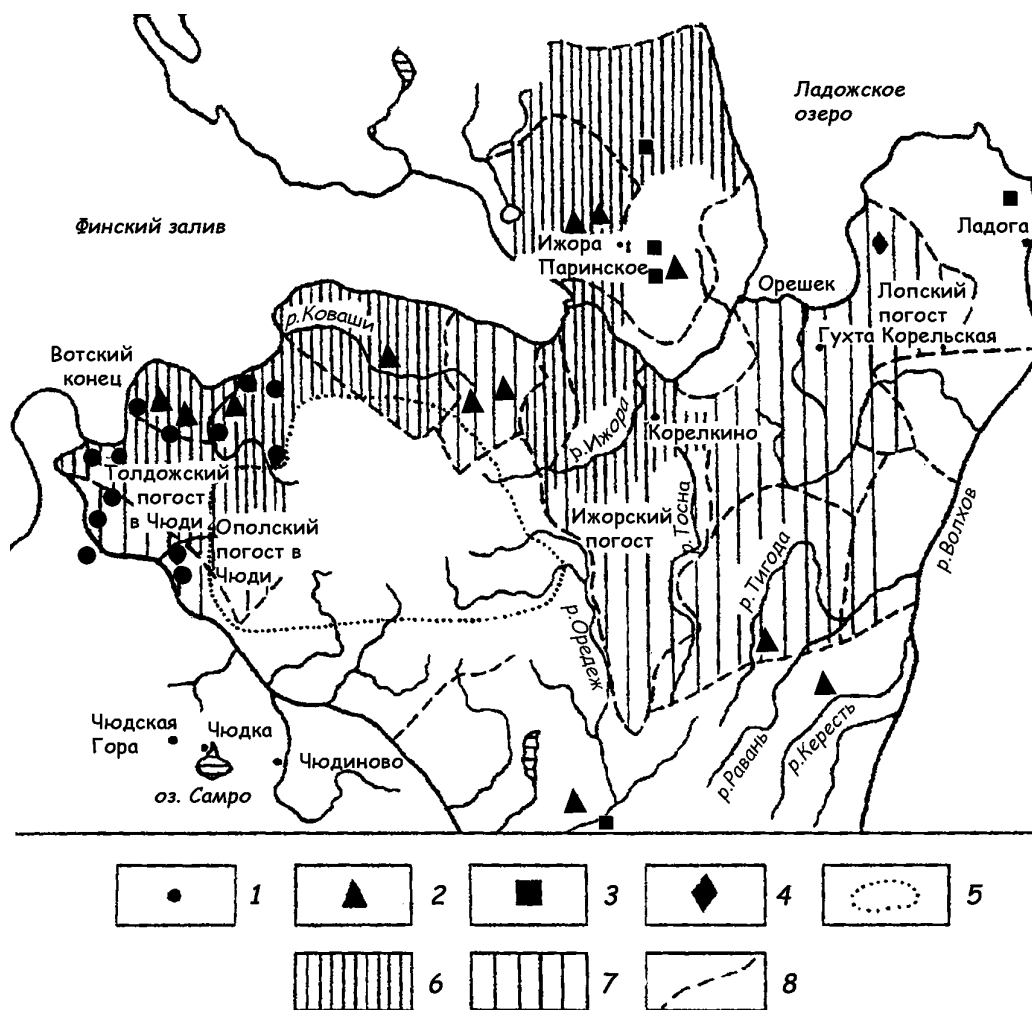 Ладожское
озеро
Финский залив
Ладога
Ижора
Паринское
Орешек
Лопский
погост
Гухта Корельская
р.Коваши
Вотский
конец
р.Ижора
Корелкино
Толдожский
погост
в Чюди
Ополский
погост в
Чюди
Ижорский
погост
р.Тосна
р.Тигода
р.Волхов
р.Оредеж
Чюдская
Гора
Чюдка
Чюдиново
оз. Самро
р.Равань
р.Кересть
1
2
3
4
5
6
7
8